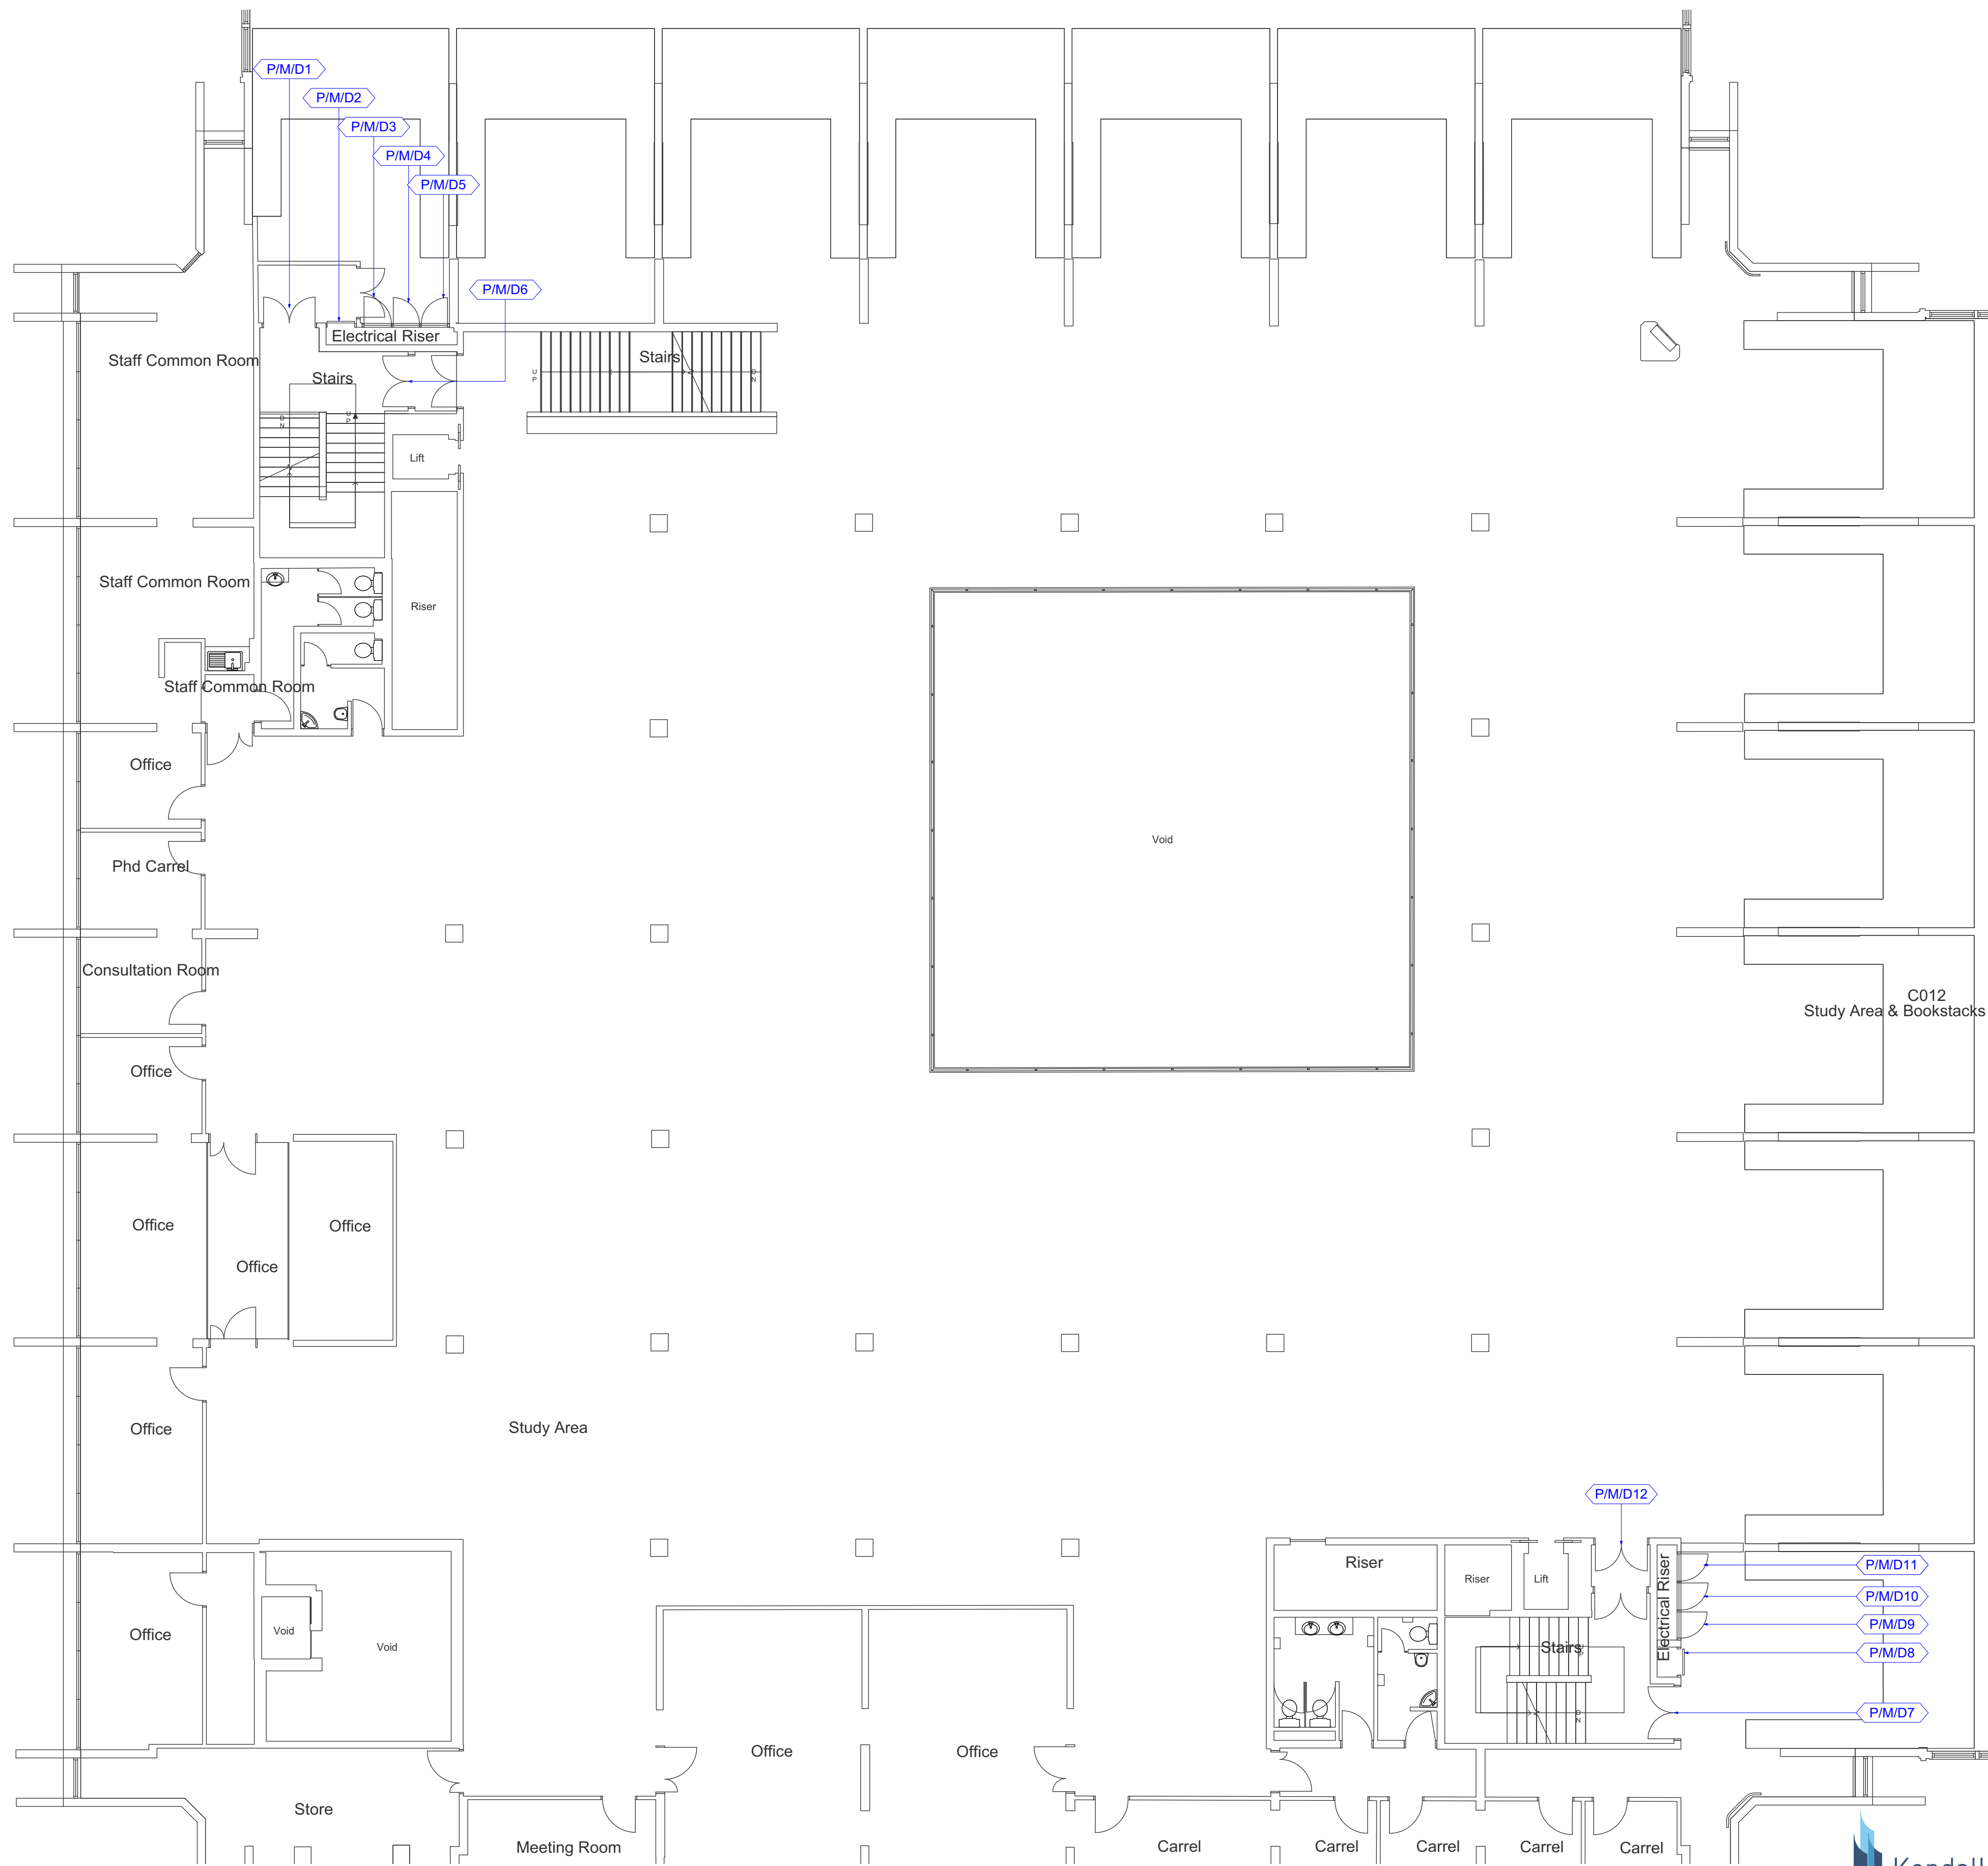 P/M/D1
P/M/D2
P/M/D3
P/M/D4
P/M/D5
P/M/D6
Electrical Riser
Staff Common Room
Stairs
Stairs
UP
DN
DN
UP
Lift
Staff Common Room
Riser
Staff Common Room
Office
Void
Phd Carrel
Consultation Room
C012
Study Area & Bookstacks
Office
Office
Office
Office
Office
Study Area
P/M/D12
Riser
Riser
Lift
Electrical Riser
P/M/D11
P/M/D10
P/M/D9
P/M/D8
P/M/D7
Office
Void
Void
Stairs
DN
Office
Office
Store
Meeting Room
Carrel
Carrel
Carrel
Carrel
Carrel
Kendall